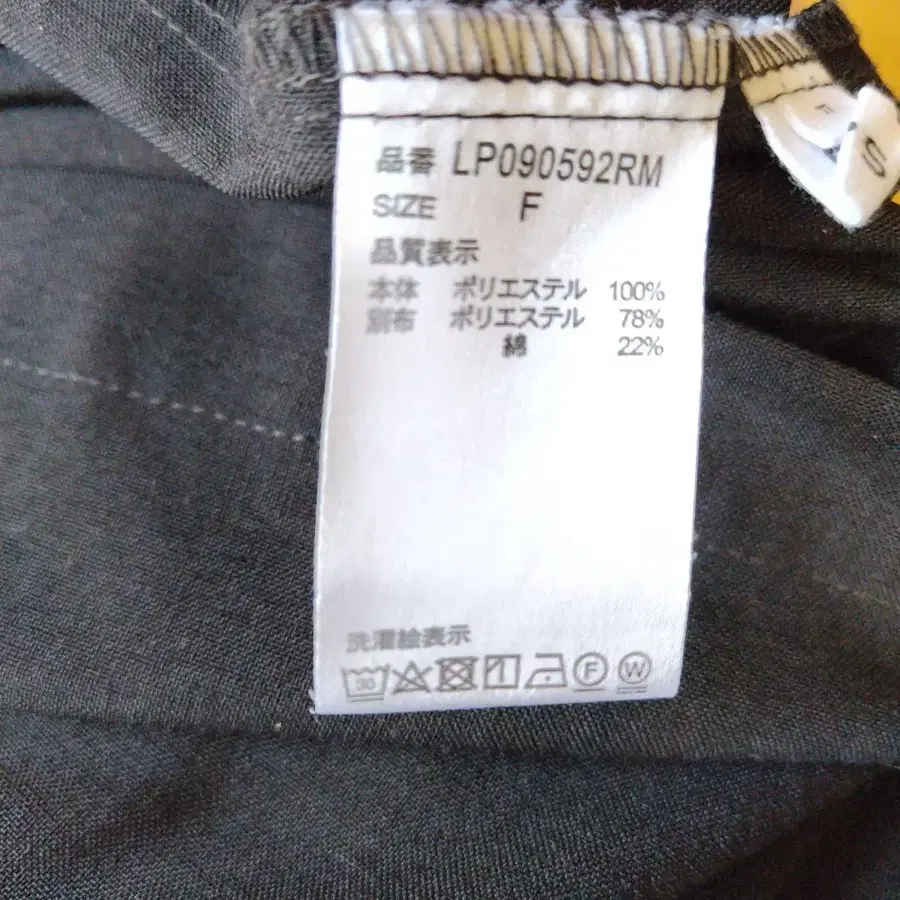 品番 LP090592RM
SIZE F
品質表示
本体 ポリエステル 100%
別布 ポリエステル 78%
綿 22%
洗濯絵表示
30
F W
S